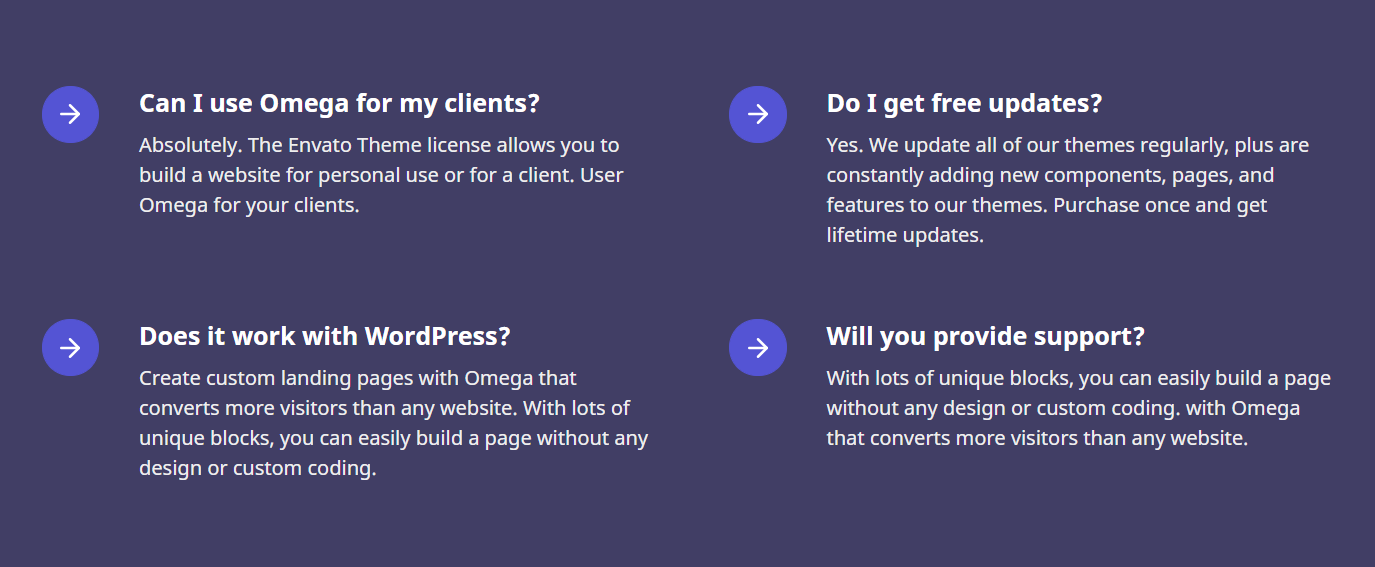 Can I use Omega for my clients?
Absolutely. The Envato Theme license allows you to
build a website for personal use or for a client. User
Omega for your clients.
Do I get free updates?
Yes. We update all of our themes regularly, plus are
constantly adding new components, pages, and
features to our themes. Purchase once and get
lifetime updates.
Does it work with WordPress?
Create custom landing pages with Omega that
converts more visitors than any website. With lots of
unique blocks, you can easily build a page without any
design or custom coding.
Will you provide support?
With lots of unique blocks, you can easily build a page
without any design or custom coding. with Omega
that converts more visitors than any website.